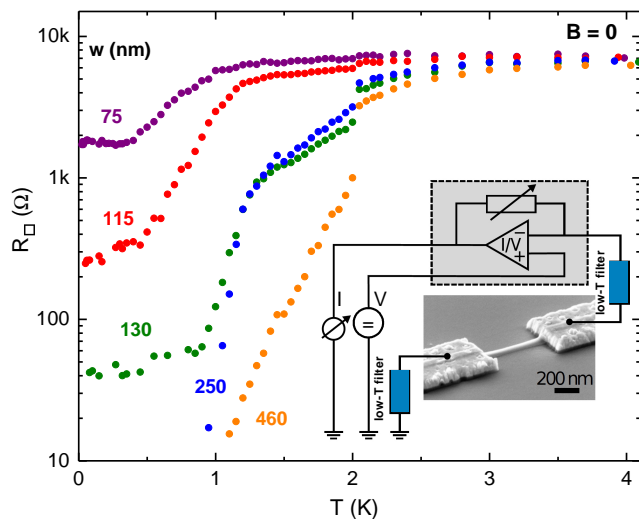 B = 0
w (nm)
10k
1k
100
10
R□ (Ω)
75
115
130
250
460
I/V
−
+
I
V
=
low-T filter
low-T filter
200 nm
0
1
2
3
4
T (K)